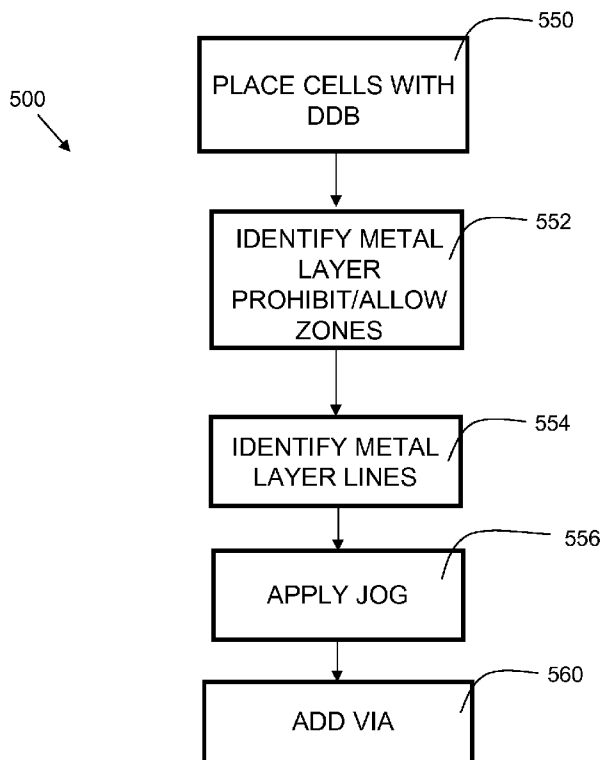 550
PLACE CELLS WITH
DDB
500
552
IDENTIFY METAL
LAYER
PROHIBIT/ALLOW
ZONES
554
IDENTIFY METAL
LAYER LINES
556
APPLY JOG
560
ADD VIA